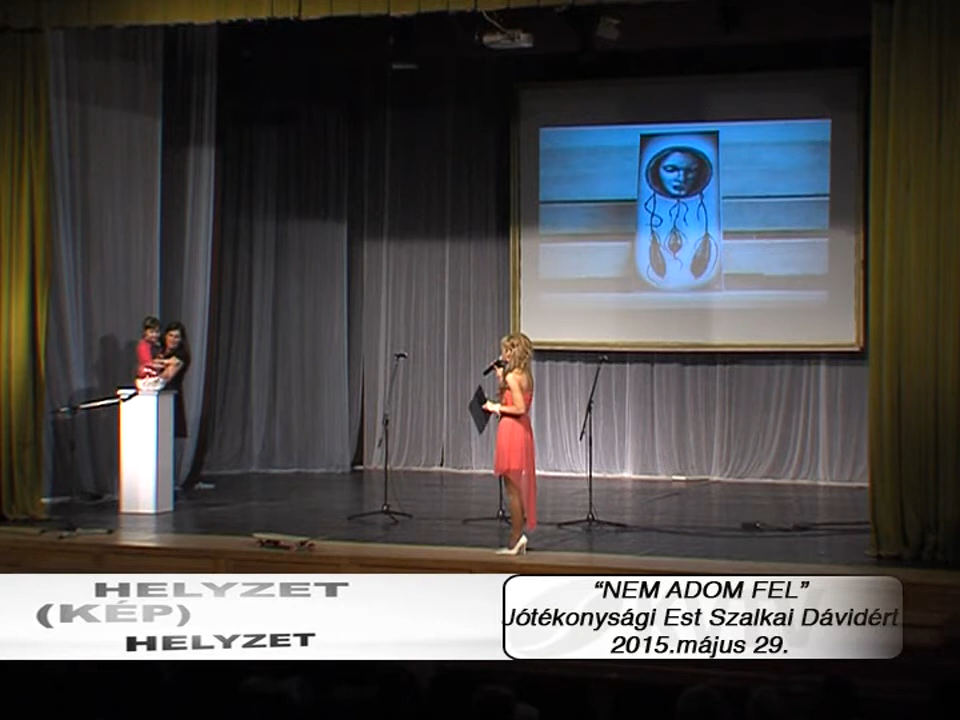 HELYZET
(KÉP)
HELYZET
“NEM ADOM FEL”
Jótékonysági Est Szalkai Dávidért
2015.május 29.